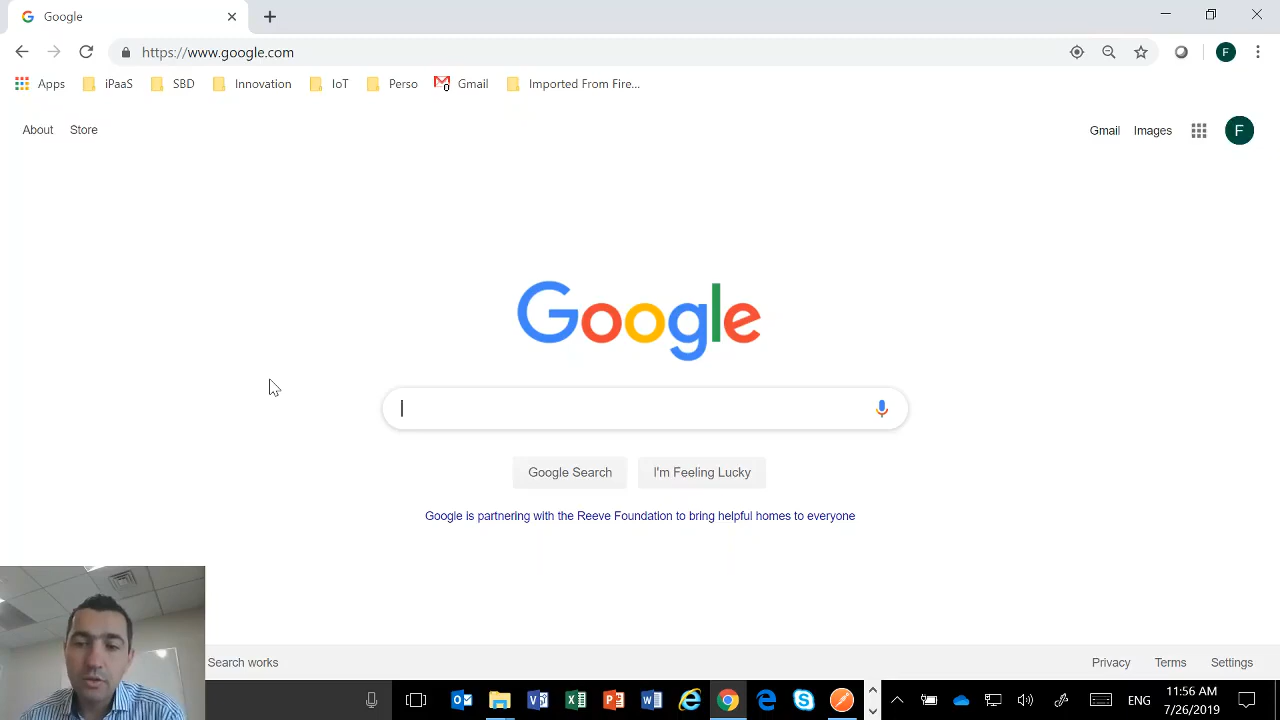 Google
https://www.google.com
F
Apps
iPaaS
SBD
Innovation
IoT
Perso
0
Gmail
Imported From Fire...
About
Store
Gmail
Images
F
Google
Google Search
I'm Feeling Lucky
Google is partnering with the Reeve Foundation to bring helpful homes to everyone
Search works
Privacy
Terms
Settings
ENG
11:56 AM
7/26/2019